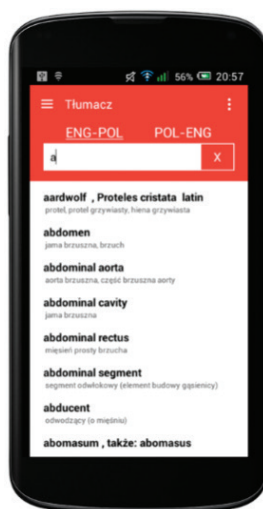 56% 20:57
Tłumacz
ENG-POL POL-ENG
a X
aardwolf , Proteles cristata latin
protel, protel grzywiasty, hiena grzywiasta
abdomen
jama brzuszna, brzuch
abdominal aorta
aorta brzuszna, część brzuszna aorty
abdominal cavity
jama brzuszna
abdominal rectus
mięsień prosty brzucha
abdominal segment
segment odwłokowy (element budowy gąsienicy)
abducent
odwodzący (o mięśniu)
abomasum , także: abomasus